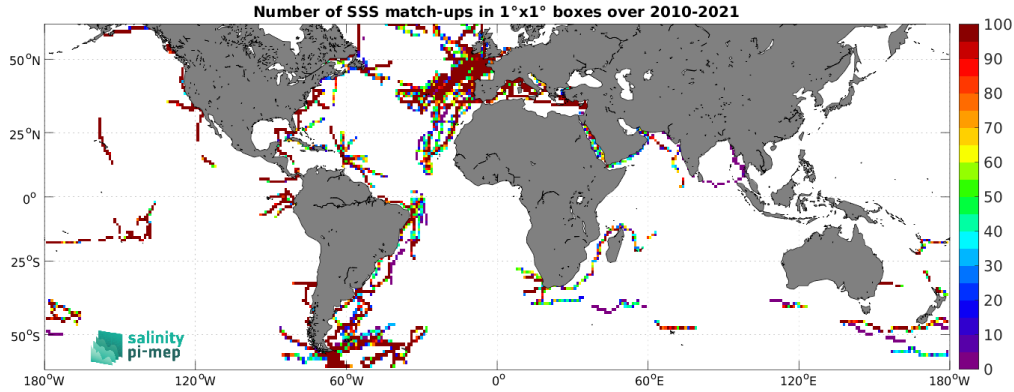 Number of SSS match-ups in 1°x1° boxes over 2010-2021
100
90
80
70
60
50
40
30
20
10
0
50°N
25°N
0°
25°S
50°S
salinity
pi-mep
180°W 120°W 60°W 0° 60°E 120°E 180°W